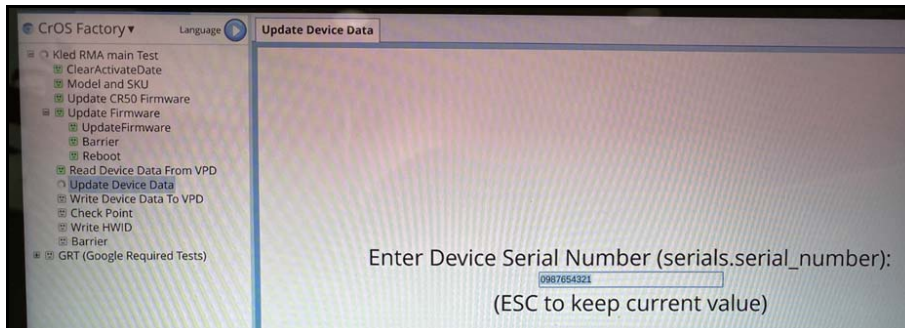 CrOS Factory▾ Language
Kled RMA main Test
ClearActivateDate
Model and SKU
Update CR50 Firmware
Update Firmware
UpdateFirmware
Barrier
Reboot
Read Device Data From VPD
Update Device Data
Write Device Data To VPD
Check Point
Write HWID
Barrier
GRT (Google Required Tests)
Update Device Data
Enter Device Serial Number (serials.serial_number):
0987654321
(ESC to keep current value)